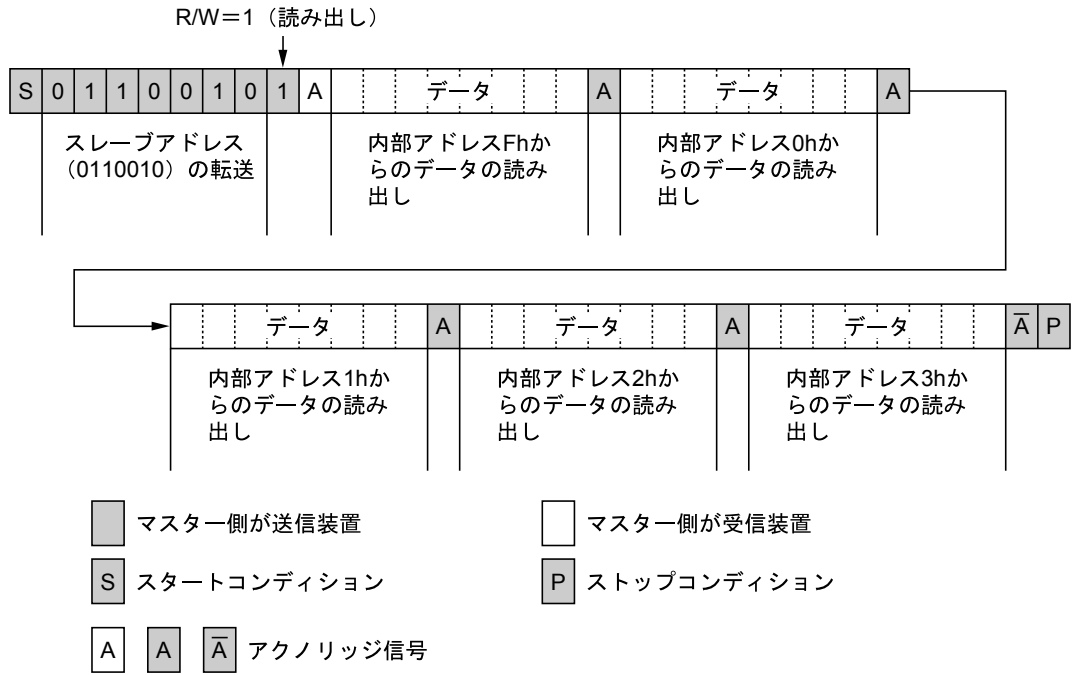 R/W＝1（読み出し）
S 0 1 1 0 0 1 0 1 A データ A データ A
スレーブアドレス
（0110010）の転送
内部アドレスFhか
らのデータの読み
出し
内部アドレス0hか
らのデータの読み
出し
データ A データ A データ A̅ P
内部アドレス1hか
らのデータの読み
出し
内部アドレス2hか
らのデータの読み
出し
内部アドレス3hか
らのデータの読み
出し
マスター側が送信装置
マスター側が受信装置
S スタートコンディション
P ストップコンディション
A A A̅ アクノリッジ信号